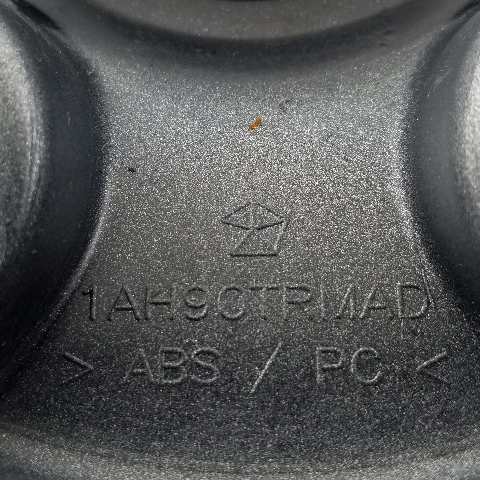 1AH90TRMAD
> ABS / PC <